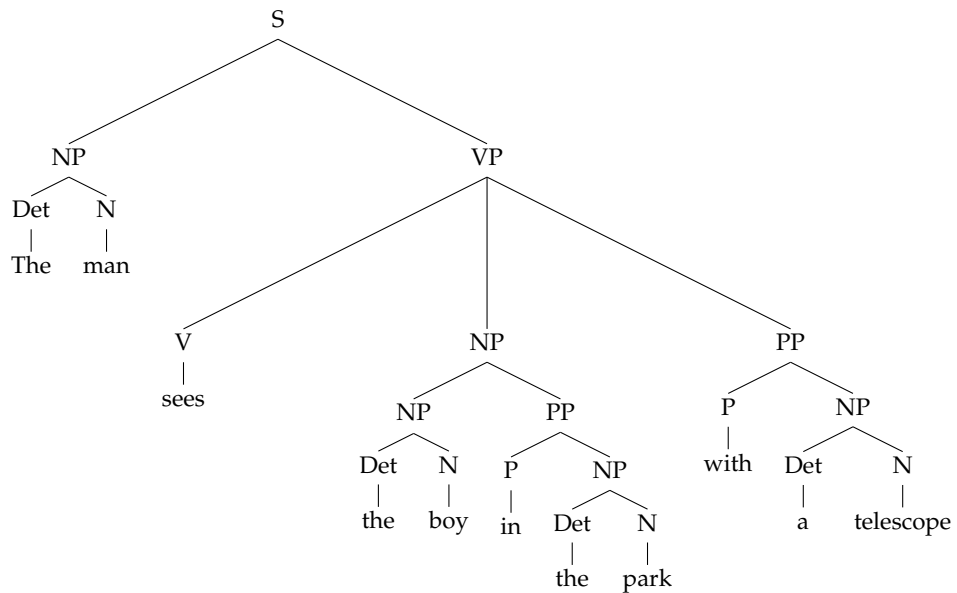 S
NP VP
Det N
The man
V NP PP
sees
NP PP P NP
with
Det N P NP Det N
the boy in a telescope
Det N
the park